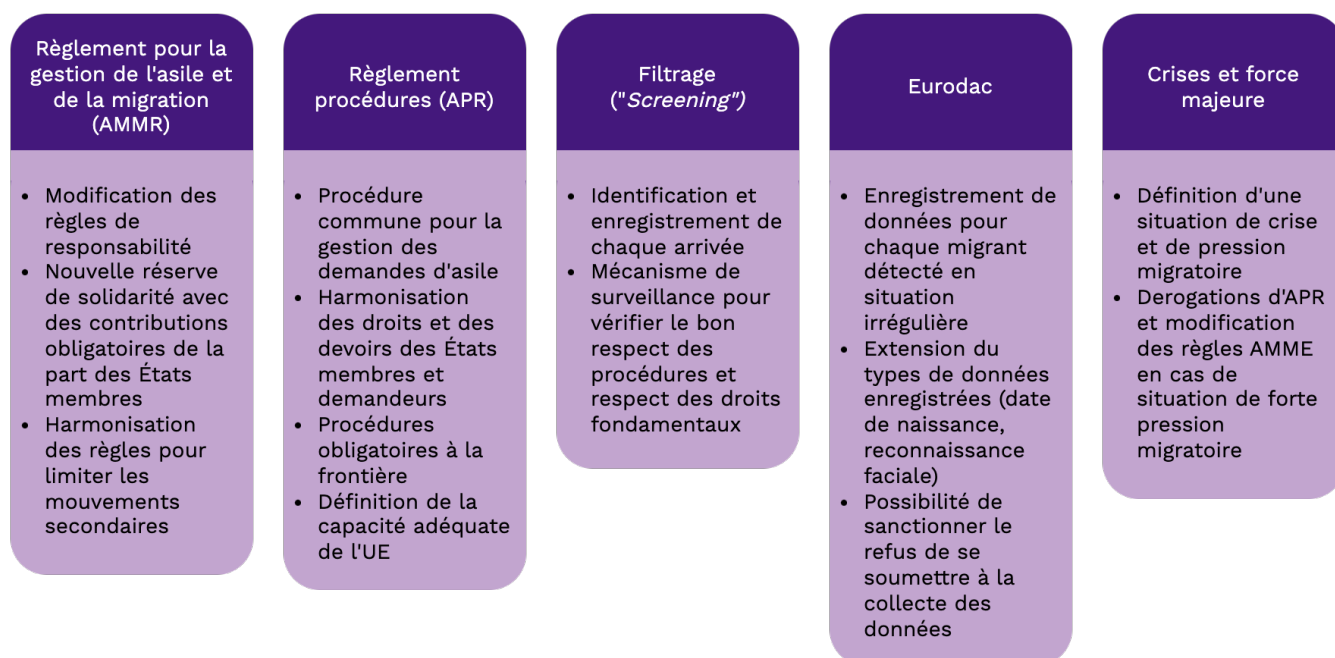 Règlement pour la
gestion de l'asile et
de la migration
(AMMR)
• Modification des
règles de
responsabilité
• Nouvelle réserve
de solidarité avec
des contributions
obligatoires de la
part des États
membres
• Harmonisation
des règles pour
limiter les
mouvements
secondaires
Règlement
procédures (APR)
• Procédure
commune pour la
gestion des
demandes d'asile
• Harmonisation
des droits et des
devoirs des États
membres et
demandeurs
• Procédures
obligatoires à la
frontière
• Définition de la
capacité adéquate
de l'UE
Filtrage
("Screening")
• Identification et
enregistrement de
chaque arrivée
• Mécanisme de
surveillance pour
vérifier le bon
respect des
procédures et
respect des droits
fondamentaux
Eurodac
• Enregistrement de
données pour
chaque migrant
détecté en
situation
irrégulière
• Extension du
types de données
enregistrées (date
de naissance,
reconnaissance
faciale)
• Possibilité de
sanctionner le
refus de se
soumettre à la
collecte des
données
Crises et force
majeure
• Définition d'une
situation de crise
et de pression
migratoire
• Derogations d'APR
et modification
des règles AMME
en cas de
situation de forte
pression
migratoire